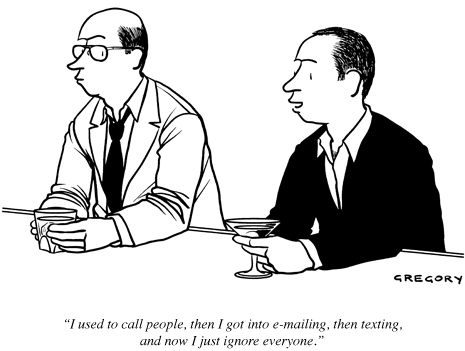 GREGORY
“I used to call people, then I got into e-mailing, then texting,
and now I just ignore everyone.”